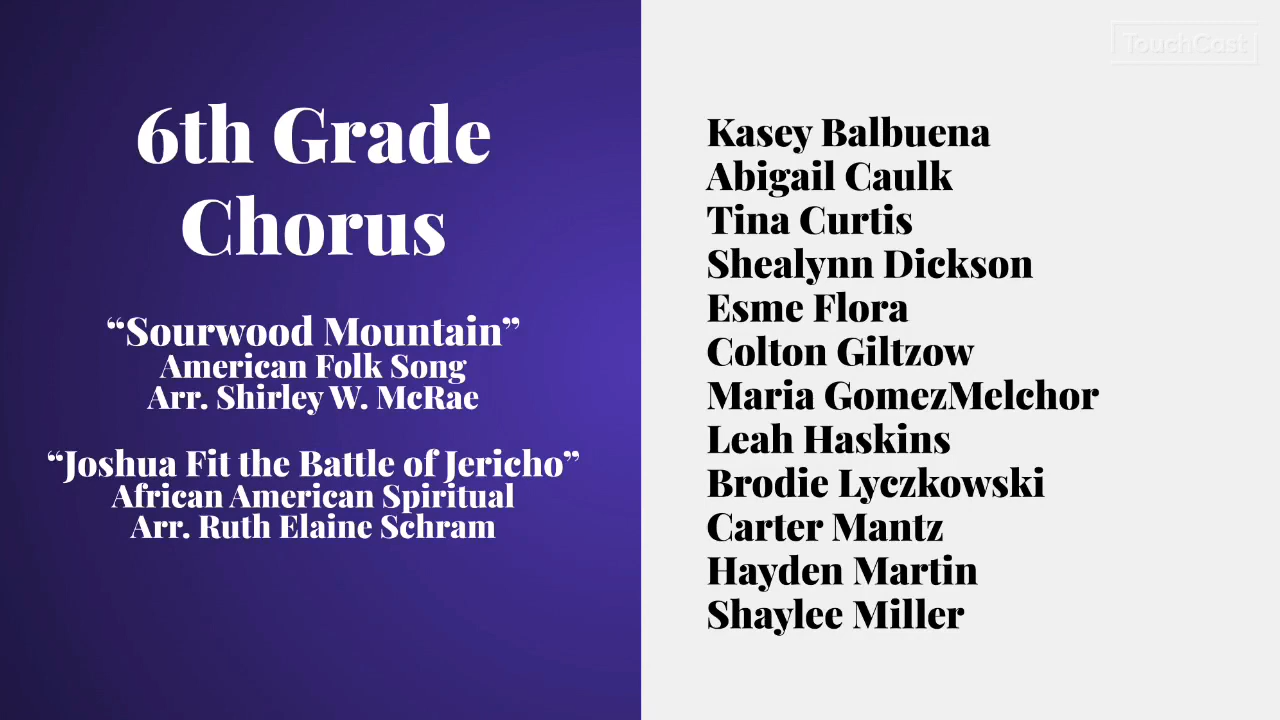 6th Grade
Chorus
“Sourwood Mountain”
American Folk Song
Arr. Shirley W. McRae
“Joshua Fit the Battle of Jericho”
African American Spiritual
Arr. Ruth Elaine Schram
TouchCast
Kasey Balbuena
Abigail Caulk
Tina Curtis
Shealynn Dickson
Esme Flora
Colton Giltzow
Maria GomezMelchor
Leah Haskins
Brodie Lyczkowski
Carter Mantz
Hayden Martin
Shaylee Miller